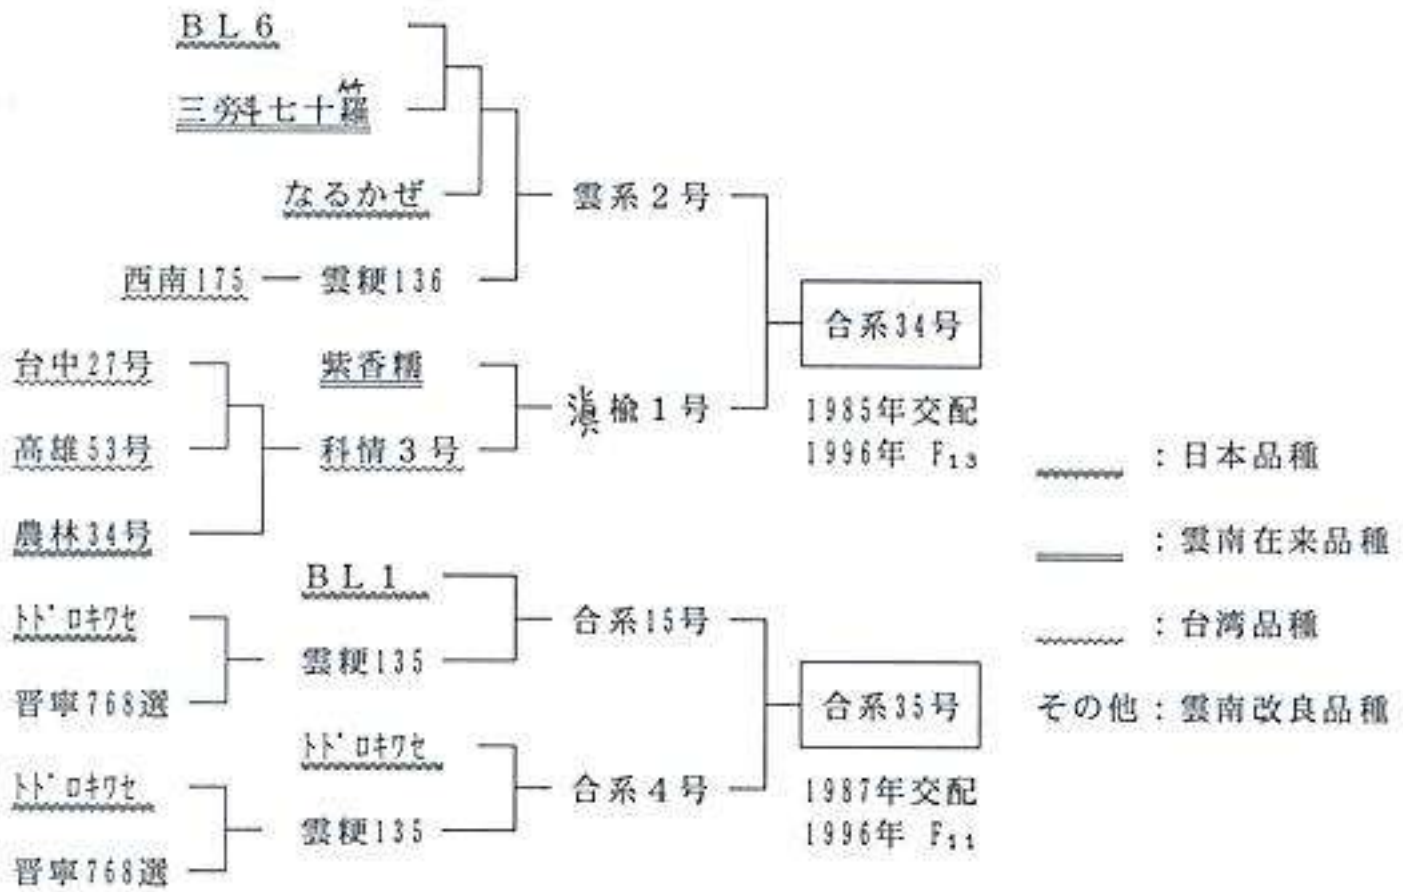 BL6
三磅七十籮
なるかぜ
雲系2号
西南175
雲粳136
合系34号
台中27号
紫香糯
滇榆1号
1985年交配
高雄53号
科情3号
1996年 F₁₃
:日本品種
農林34号
:雲南在来品種
BL1
トドロキワセ
合系15号
:台湾品種
雲粳135
晋寧768選
合系35号
その他:雲南改良品種
トドロキワセ
トドロキワセ
合系4号
1987年交配
雲粳135
1996年 F₁₁
晋寧768選